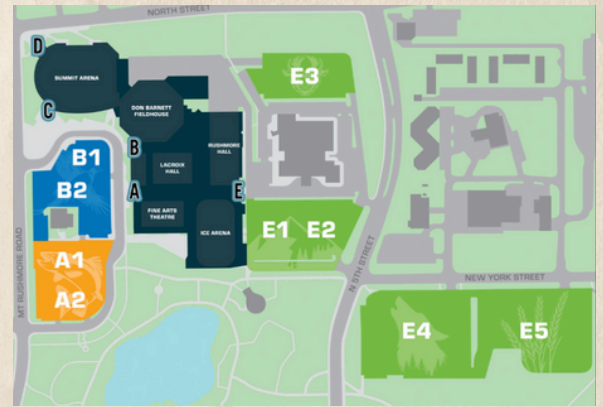 NORTH STREET
D
SUMMIT ARENA
C
DON BARNETT
FIELDHOUSE
E3
B
RUSHMORE
HALL
LACROIX
HALL
B1
B2
A
E
FINE ARTS
THEATRE
ICE ARENA
E1 E2
A1
A2
MT RUSHMORE ROAD
N 5TH STREET
NEW YORK STREET
E4
E5